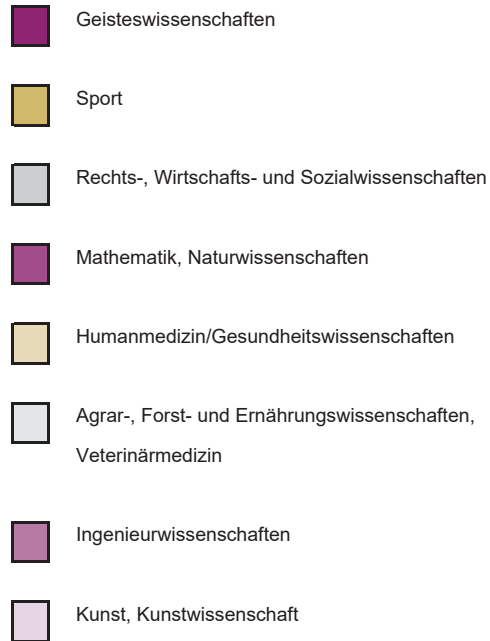 Geisteswissenschaften
Sport
Rechts-, Wirtschafts- und Sozialwissenschaften
Mathematik, Naturwissenschaften
Humanmedizin/Gesundheitswissenschaften
Agrar-, Forst- und Ernährungswissenschaften,
Veterinärmedizin
Ingenieurwissenschaften
Kunst, Kunstwissenschaft